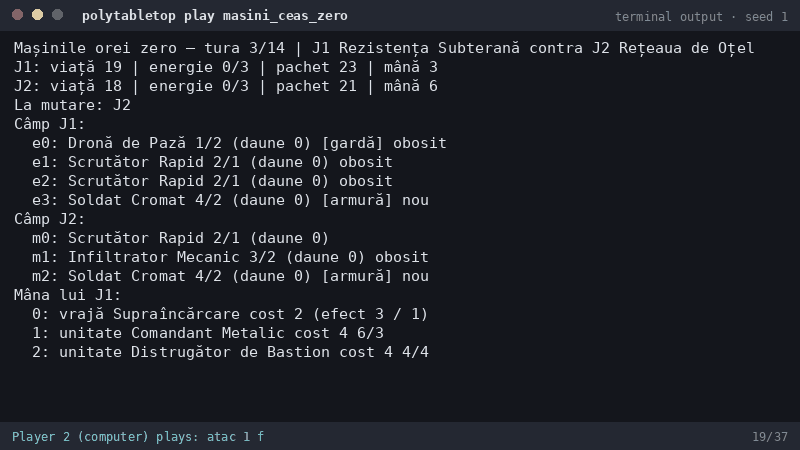 polytabletop play masini_ceas_zero
terminal output · seed 1
Mașinile orei zero — tura 3/14 | J1 Rezistența Subterană contra J2 Rețeaua de Oțel
J1: viață 19 | energie 0/3 | pachet 23 | mână 3
J2: viață 18 | energie 0/3 | pachet 21 | mână 6
La mutare: J2
Câmp J1:
e0: Dronă de Pază 1/2 (daune 0) [gardă] obosit
e1: Scrutător Rapid 2/1 (daune 0) obosit
e2: Scrutător Rapid 2/1 (daune 0) obosit
e3: Soldat Cromat 4/2 (daune 0) [armură] nou
Câmp J2:
m0: Scrutător Rapid 2/1 (daune 0)
m1: Infiltrator Mecanic 3/2 (daune 0) obosit
m2: Soldat Cromat 4/2 (daune 0) [armură] nou
Mâna lui J1:
0: vrajă Supraîncărcare cost 2 (efect 3 / 1)
1: unitate Comandant Metalic cost 4 6/3
2: unitate Distrugător de Bastion cost 4 4/4
Player 2 (computer) plays: atac 1 f
19/37